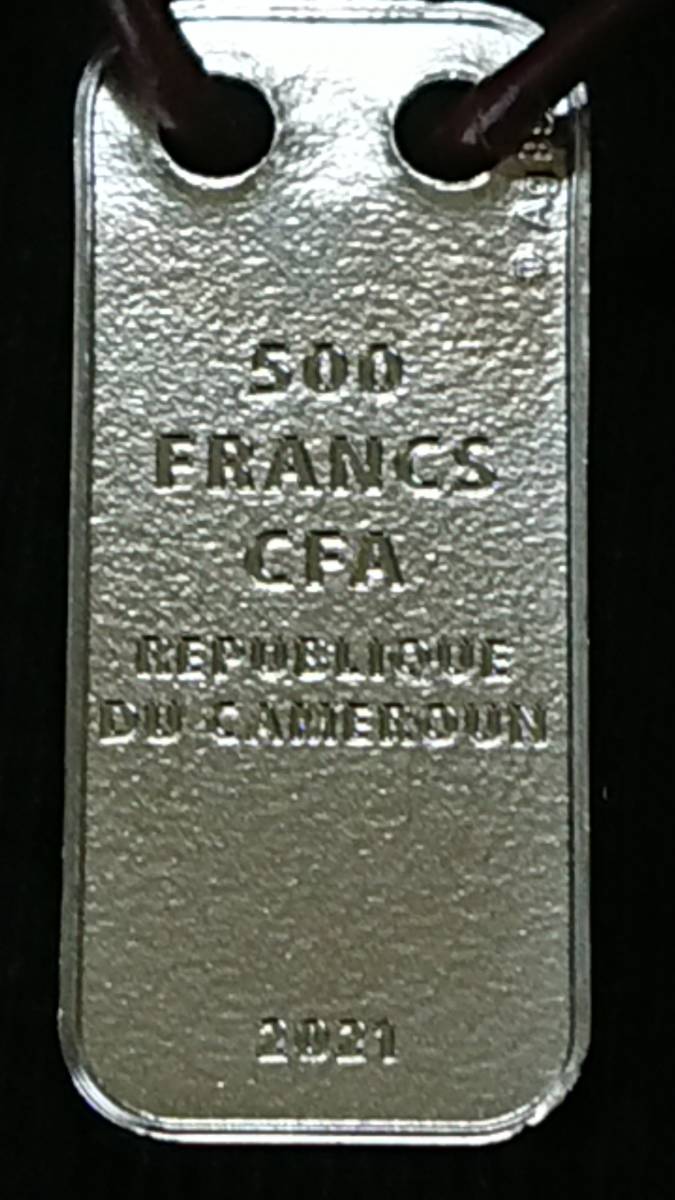 500
FRANCS
CFA
REPUBLIQUE
DU CAMEROUN
2021